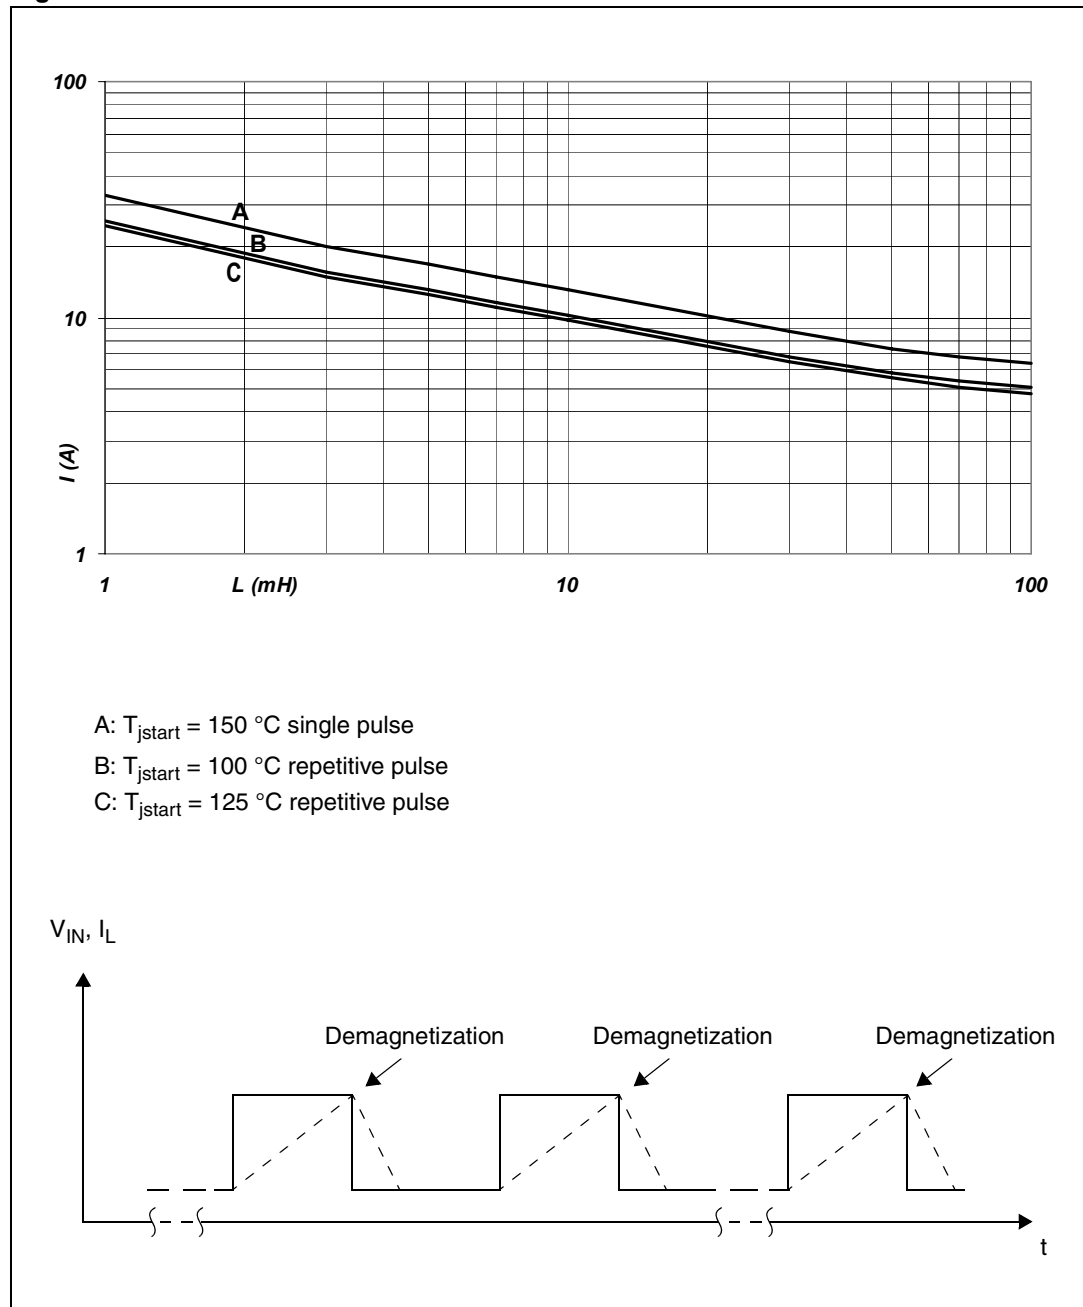 100
A
B
C
10
I (A)
1
1 L (mH) 10 100
A: Tjstart = 150 °C single pulse
B: Tjstart = 100 °C repetitive pulse
C: Tjstart = 125 °C repetitive pulse
VIN, IL
Demagnetization Demagnetization Demagnetization
t